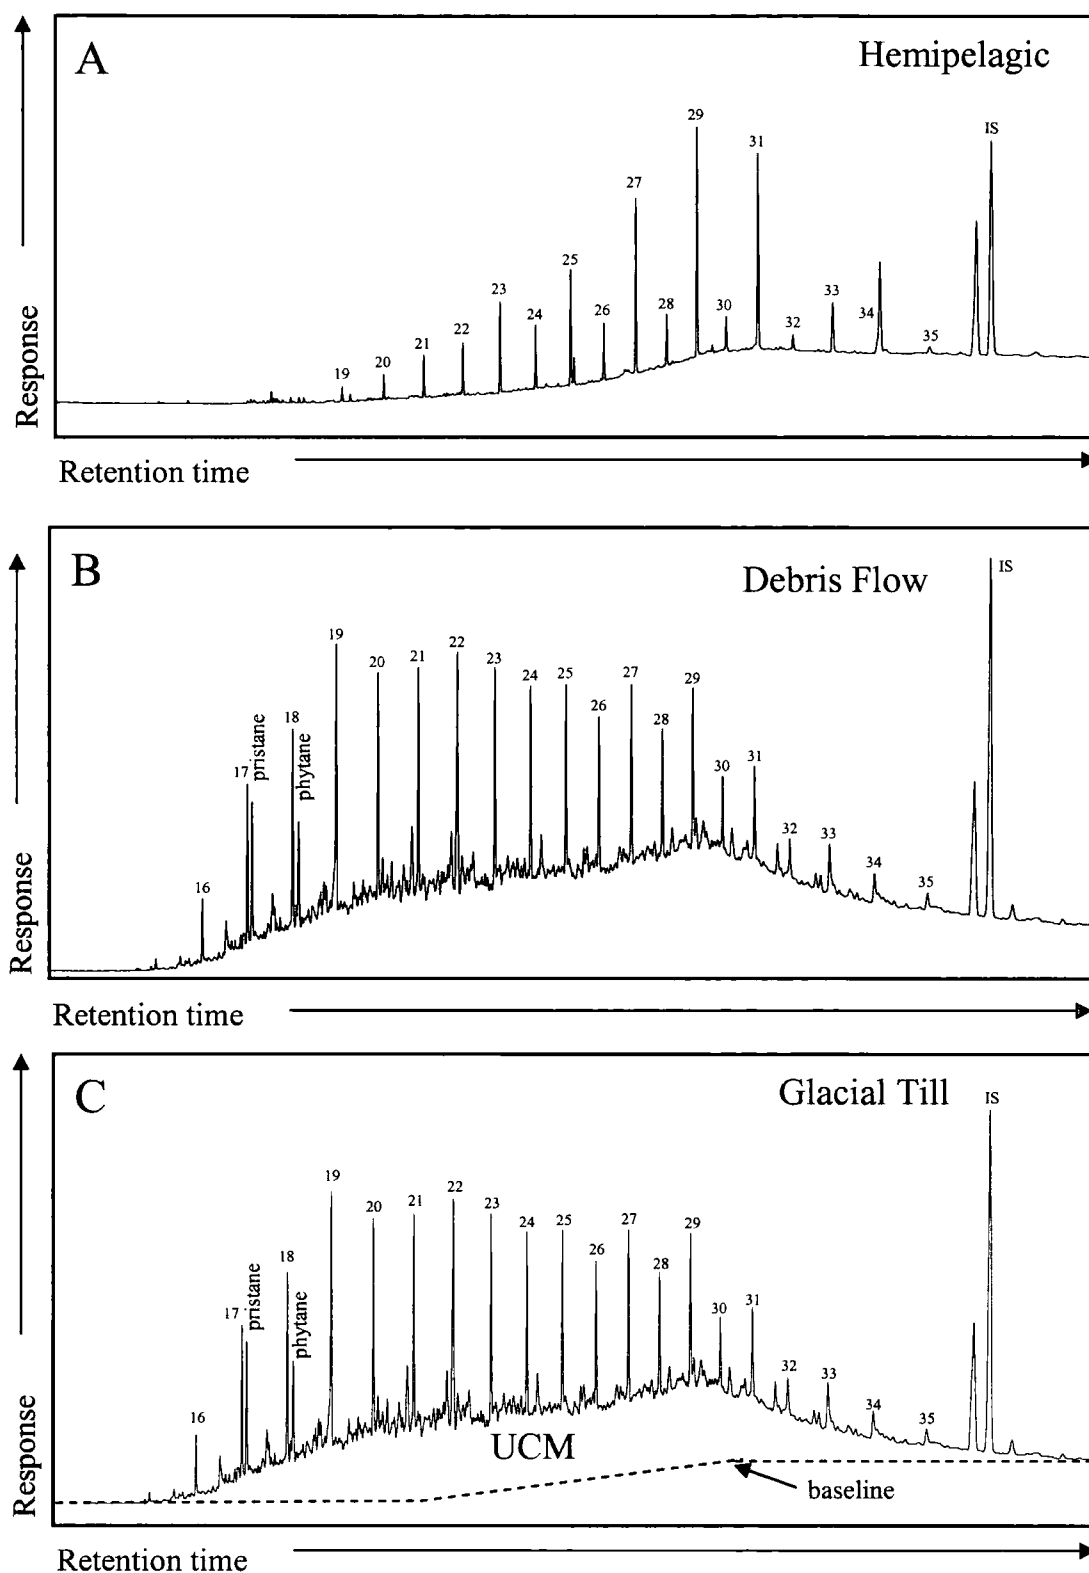 A
Hemipelagic
19
20
21
22
23
24
25
26
27
28
29
30
31
32
33
34
35
IS
Response
Retention time
B
Debris Flow
16
17
pristane
18
phytane
19
20
21
22
23
24
25
26
27
28
29
30
31
32
33
34
35
IS
Response
Retention time
C
Glacial Till
16
17
pristane
18
phytane
19
20
21
22
23
24
25
26
27
28
29
30
31
32
33
34
35
IS
UCM
baseline
Response
Retention time